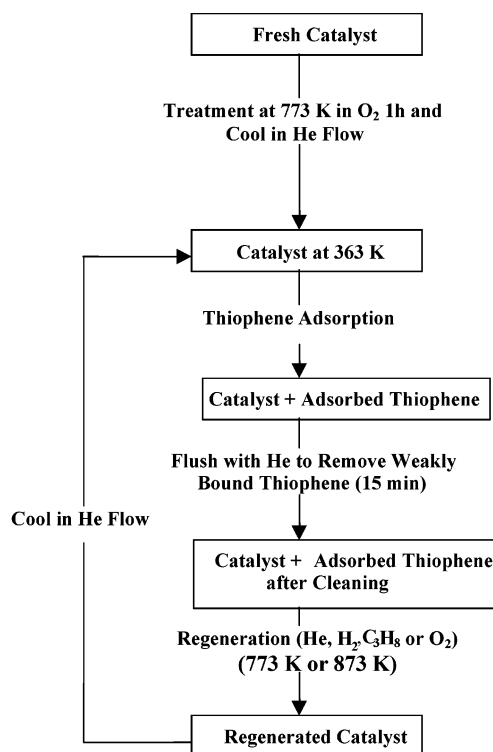 Fresh Catalyst
Treatment at 773 K in O₂ 1h and
Cool in He Flow
Catalyst at 363 K
Thiophene Adsorption
Catalyst + Adsorbed Thiophene
Flush with He to Remove Weakly
Bound Thiophene (15 min)
Cool in He Flow
Catalyst + Adsorbed Thiophene
after Cleaning
Regeneration (He, H₂,C₃H₈ or O₂)
(773 K or 873 K)
Regenerated Catalyst